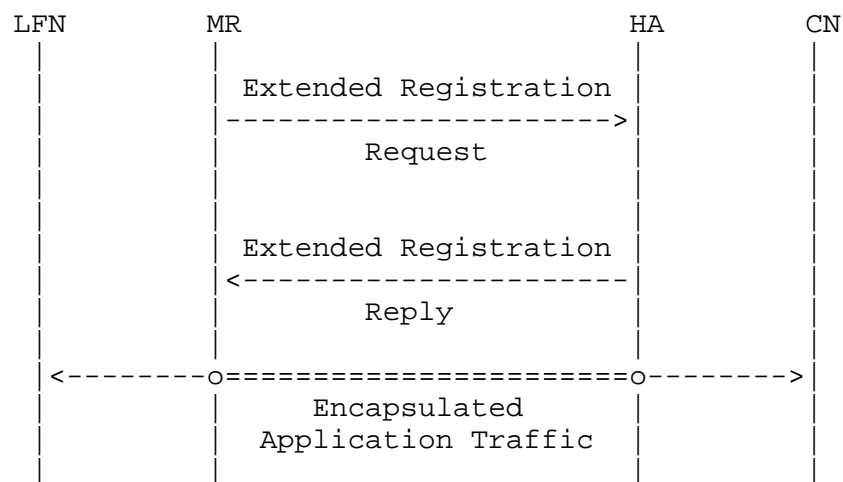 LFN MR HA CN
Extended Registration
Request
Extended Registration
Reply
Encapsulated
Application Traffic